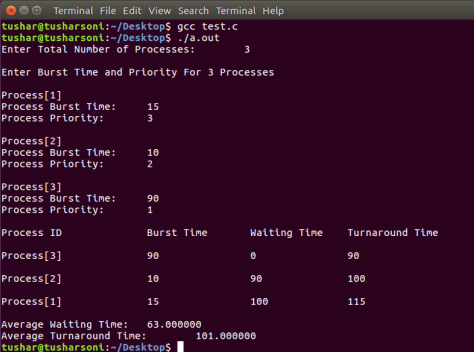 Terminal File Edit View Search Terminal Help
tushar@tusharsoni:~/Desktop$ gcc test.c
tushar@tusharsoni:~/Desktop$ ./a.out
Enter Total Number of Processes: 3
Enter Burst Time and Priority For 3 Processes
Process[1]
Process Burst Time: 15
Process Priority: 3
Process[2]
Process Burst Time: 10
Process Priority: 2
Process[3]
Process Burst Time: 90
Process Priority: 1
Process ID Burst Time Waiting Time Turnaround Time
Process[3] 90 0 90
Process[2] 10 90 100
Process[1] 15 100 115
Average Waiting Time: 63.000000
Average Turnaround Time: 101.000000
tushar@tusharsoni:~/Desktop$